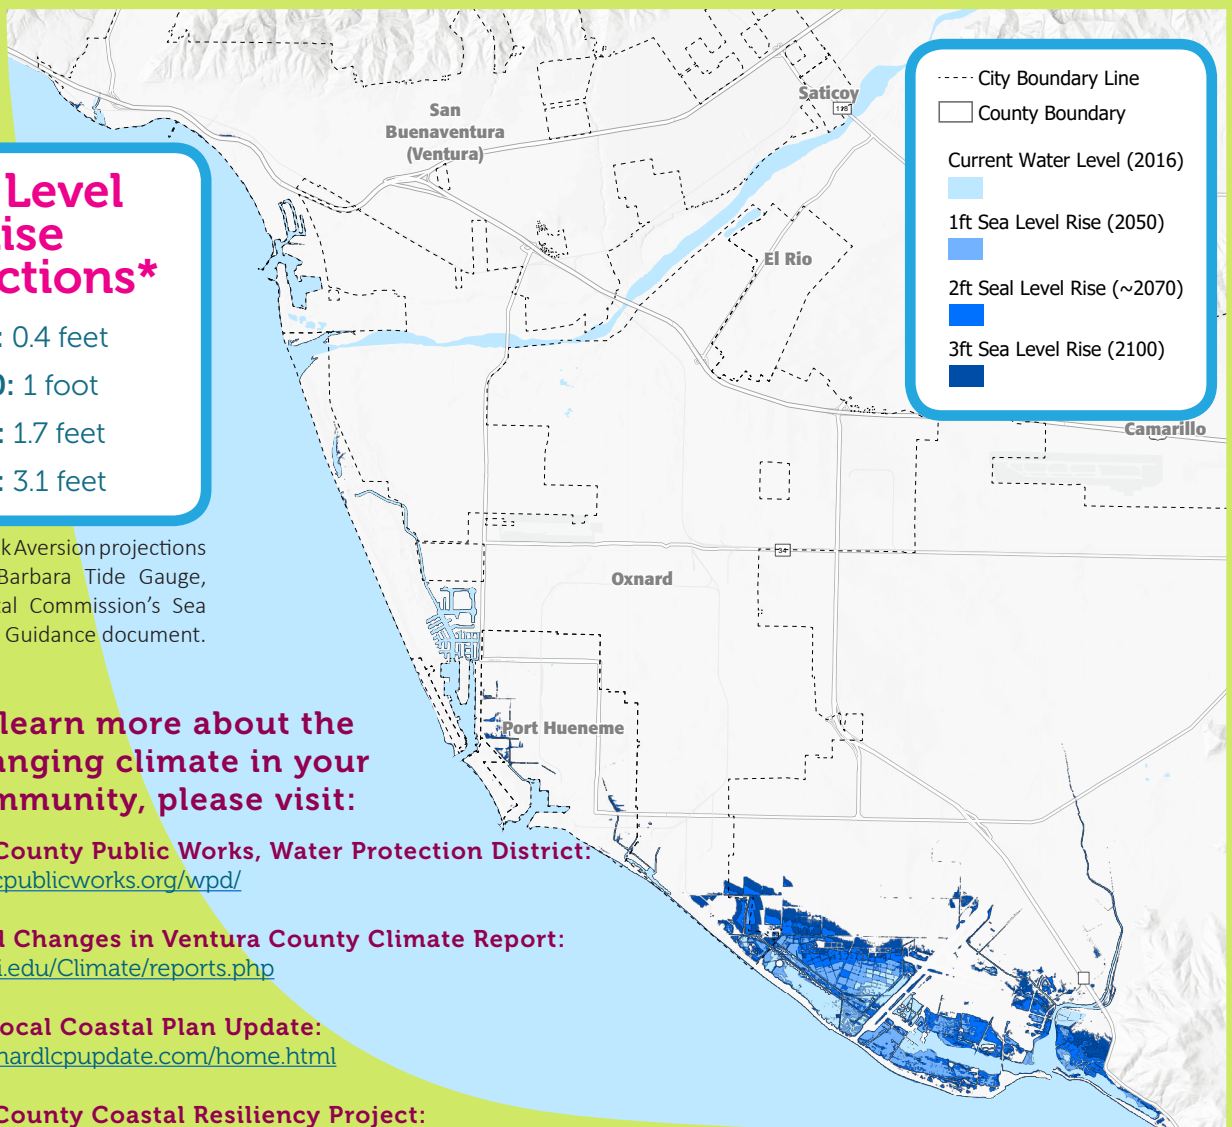 Level
ise
ctions*
: 0.4 feet
0: 1 foot
: 1.7 feet
: 3.1 feet
k Aversion projections
Barbara Tide Gauge,
tal Commission's Sea
Guidance document.
learn more about the
anging climate in your
mmunity, please visit:
County Public Works, Water Protection District:
cpublicworks.org/wpd/
d Changes in Ventura County Climate Report:
i.edu/Climate/reports.php
ocal Coastal Plan Update:
nardlcpupdate.com/home.html
County Coastal Resiliency Project:
San
Buenaventura
(Ventura)
Saticoy
118
El Rio
Camarillo
34
Oxnard
Port Hueneme
City Boundary Line
County Boundary
Current Water Level (2016)
1ft Sea Level Rise (2050)
2ft Seal Level Rise (~2070)
3ft Sea Level Rise (2100)